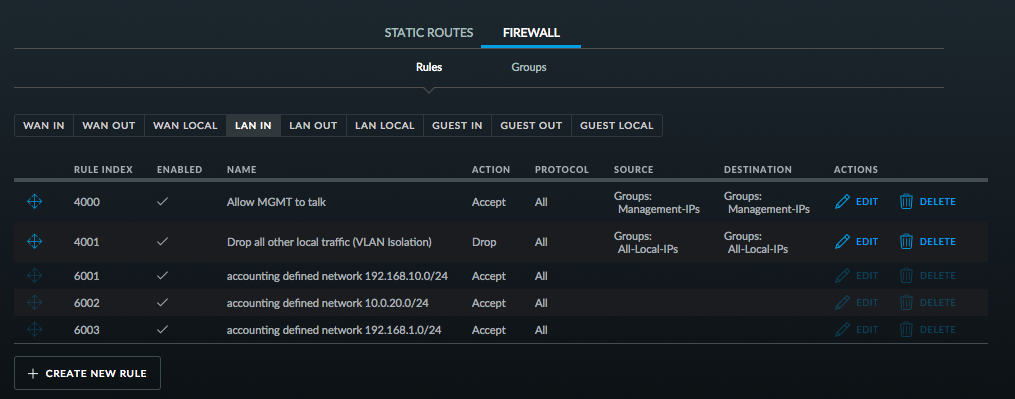 STATIC ROUTES FIREWALL
Rules Groups
WAN IN WAN OUT WAN LOCAL LAN IN LAN OUT LAN LOCAL GUEST IN GUEST OUT GUEST LOCAL
RULE INDEX ENABLED NAME ACTION PROTOCOL SOURCE DESTINATION ACTIONS
4000 Allow MGMT to talk Accept All Groups: Management-IPs Groups: Management-IPs EDIT DELETE
4001 Drop all other local traffic (VLAN Isolation) Drop All Groups: All-Local-IPs Groups: All-Local-IPs EDIT DELETE
6001 accounting defined network 192.168.10.0/24 Accept All EDIT DELETE
6002 accounting defined network 10.0.20.0/24 Accept All EDIT DELETE
6003 accounting defined network 192.168.1.0/24 Accept All EDIT DELETE
+ CREATE NEW RULE